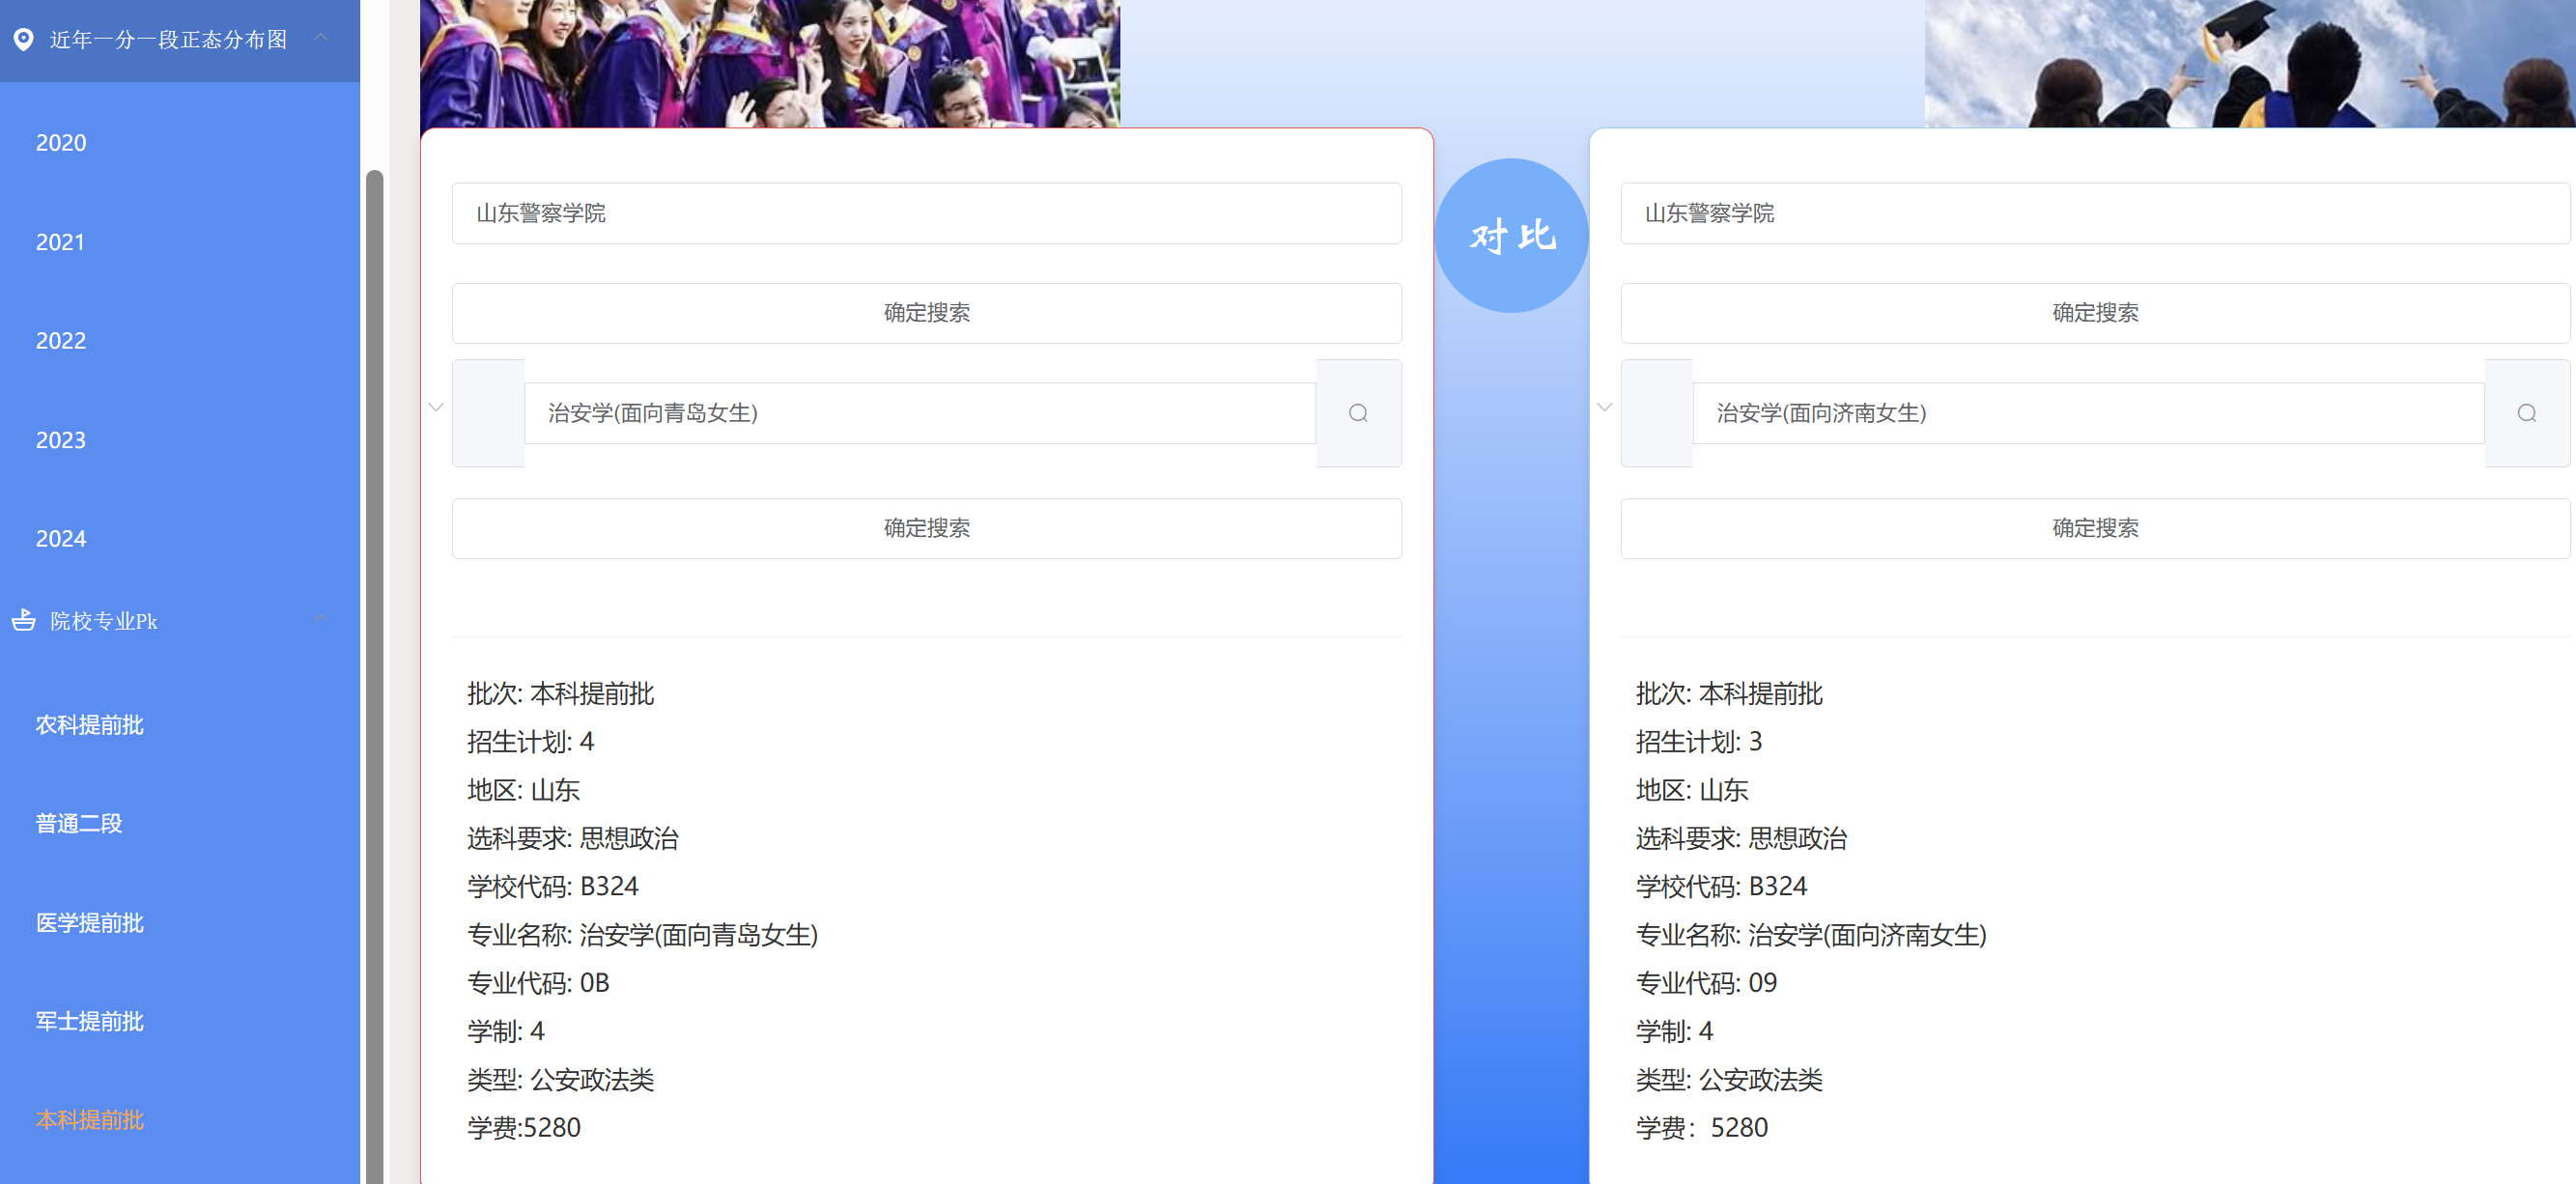 近年一分一段正态分布图
2020
2021
2022
2023
2024
院校专业Pk
农科提前批
普通二段
医学提前批
军士提前批
本科提前批
山东警察学院
确定搜索
治安学(面向青岛女生)
确定搜索
批次: 本科提前批
招生计划: 4
地区: 山东
选科要求: 思想政治
学校代码: B324
专业名称: 治安学(面向青岛女生)
专业代码: 0B
学制: 4
类型: 公安政法类
学费:5280
对比
山东警察学院
确定搜索
治安学(面向济南女生)
确定搜索
批次: 本科提前批
招生计划: 3
地区: 山东
选科要求: 思想政治
学校代码: B324
专业名称: 治安学(面向济南女生)
专业代码: 09
学制: 4
类型: 公安政法类
学费：5280